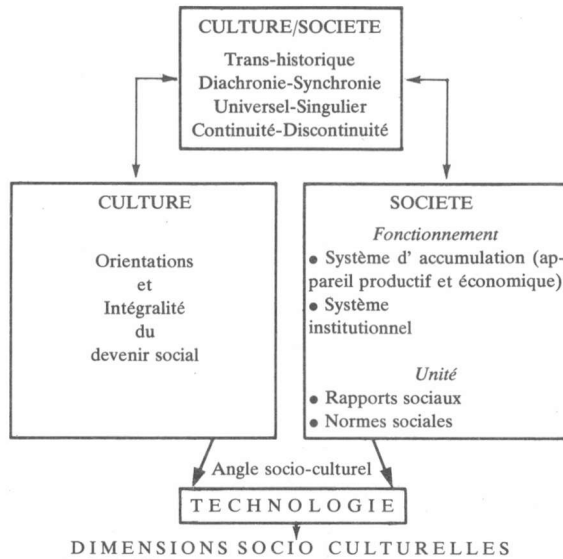 CULTURE/SOCIETE
Trans-historique
Diachronie-Synchronie
Universel-Singulier
Continuité-Discontinuité
CULTURE
Orientations
et
Intégralité
du
devenir social
SOCIETE
Fonctionnement
● Système d' accumulation (ap-
pareil productif et économique)
● Système
institutionnel
Unité
● Rapports sociaux
● Normes sociales
Angle socio-culturel
TECHNOLOGIE
DIMENSIONS SOCIO CULTURELLES